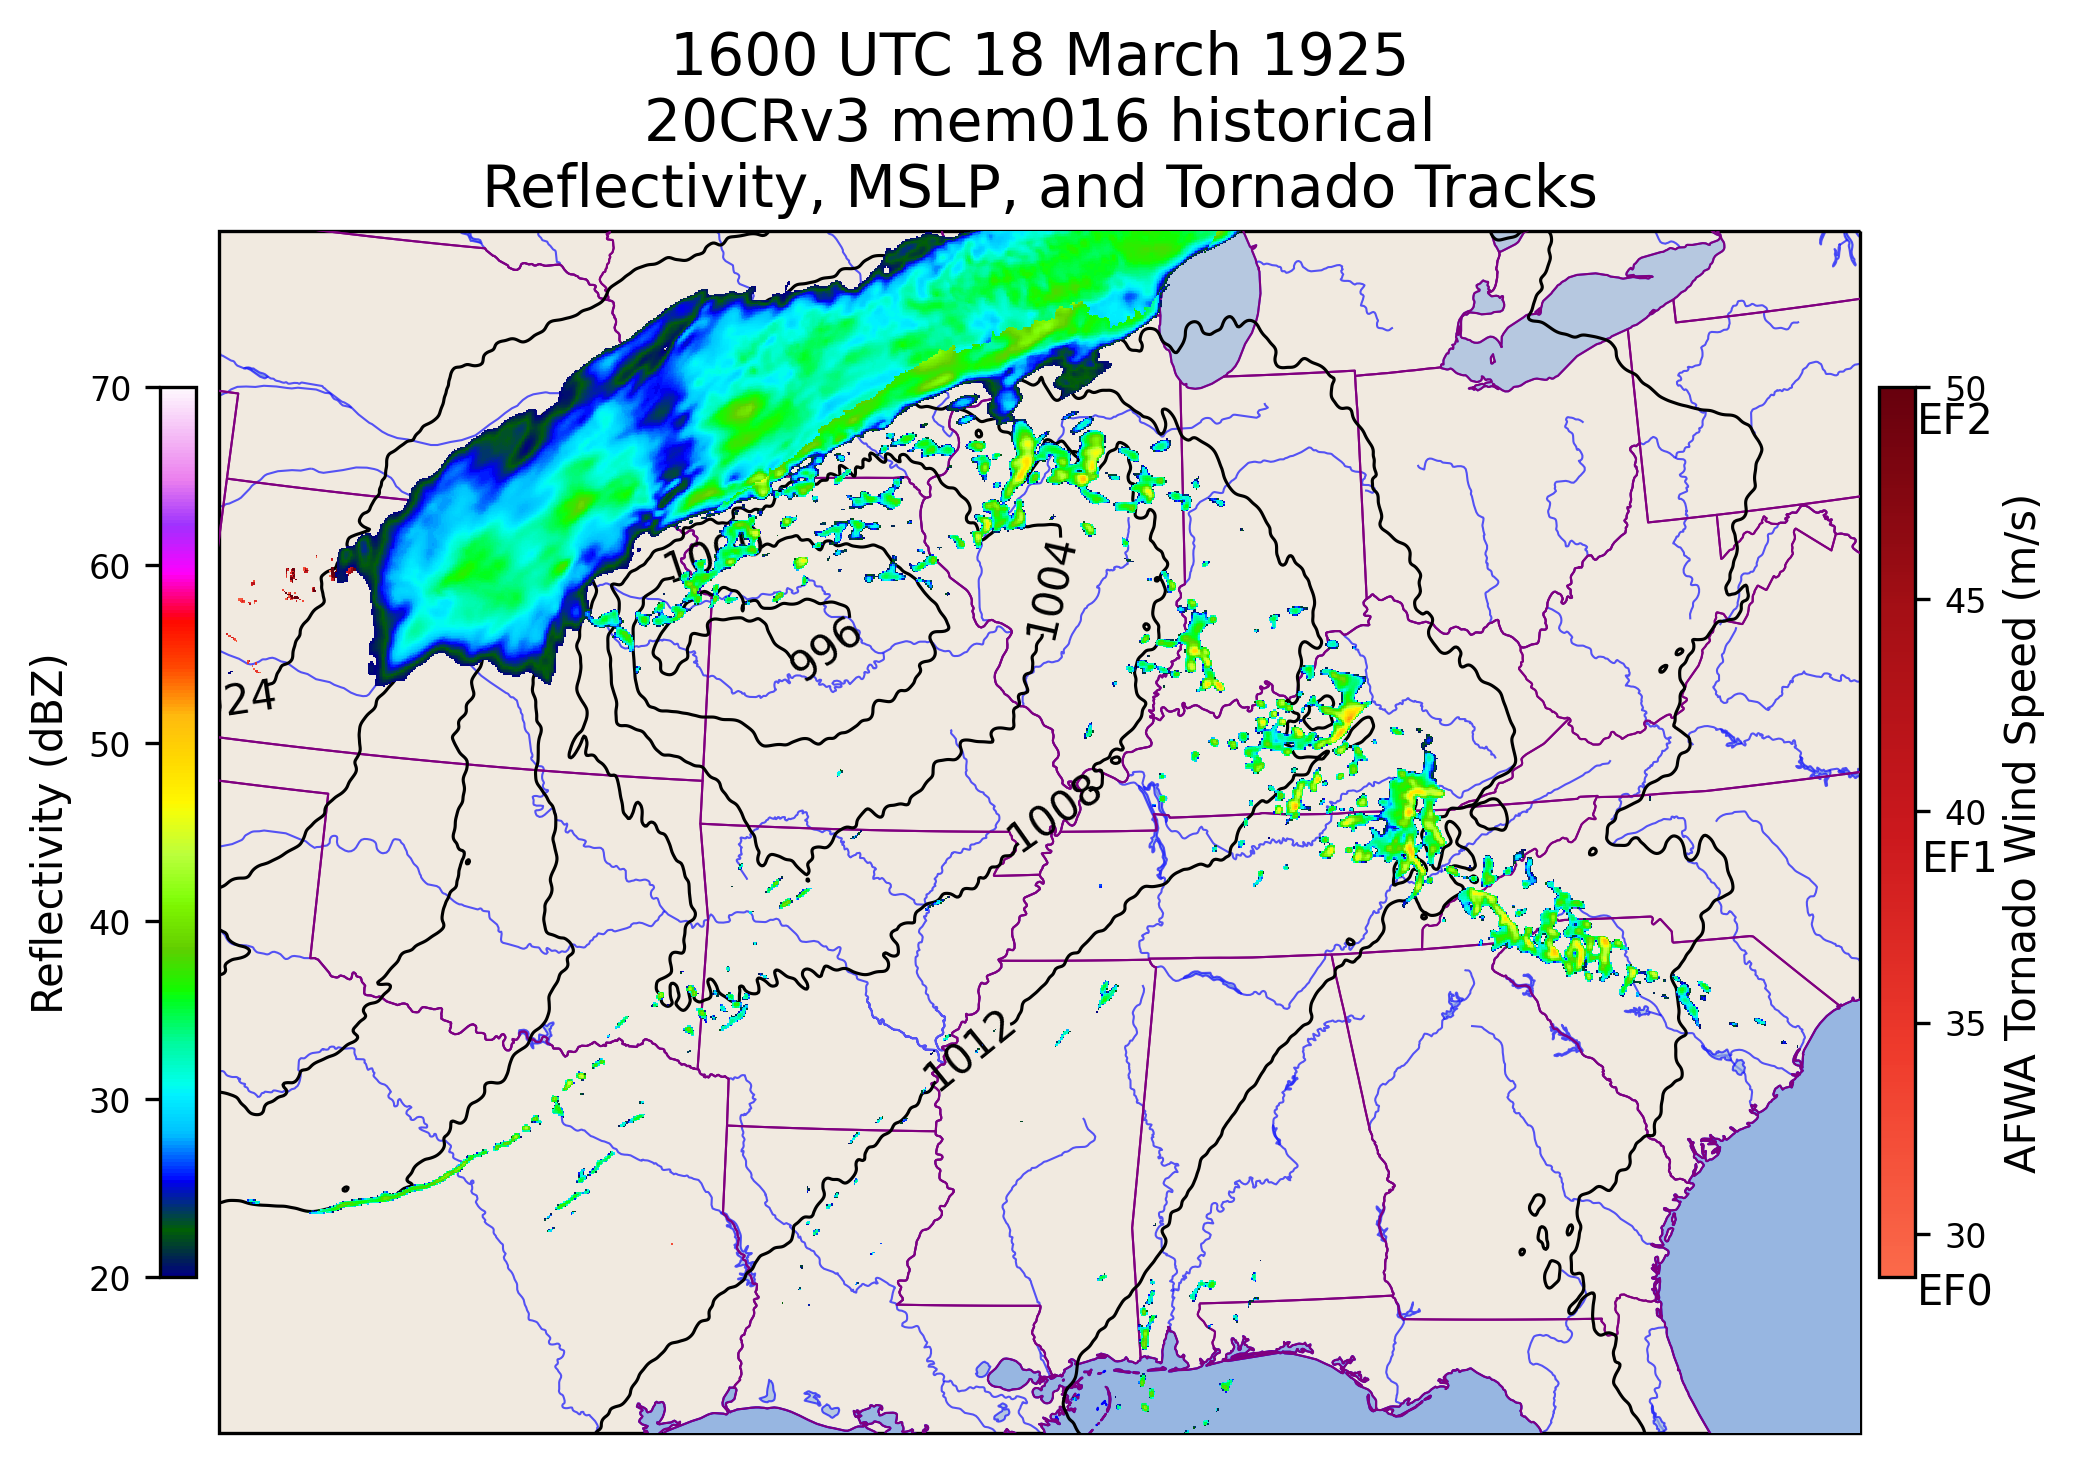 1600 UTC 18 March 1925
20CRv3 mem016 historical
Reflectivity, MSLP, and Tornado Tracks
70
60
50
40
30
20
Reflectivity (dBZ)
24
996
1004
1008
1012
50
EF2
45
40
EF1
35
30
EF0
AFWA Tornado Wind Speed (m/s)